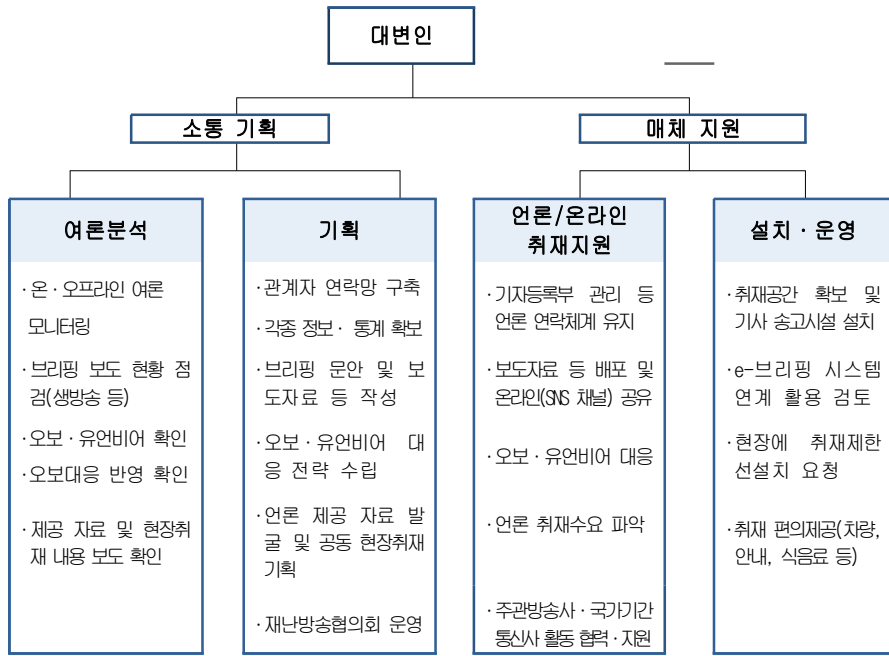 대변인
소통 기획
매체 지원
여론분석
· 온 · 오프라인 여론
모니터링
· 브리핑 보도 현황 점
검(생방송 등)
· 오보 · 유언비어 확인
· 오보대응 반영 확인
· 제공 자료 및 현장취
재 내용 보도 확인
기획
· 관계자 연락망 구축
· 각종 정보 · 통계 확보
· 브리핑 문안 및 보
도자료 등 작성
· 오보 · 유언비어 대
응 전략 수립
· 언론 제공 자료 발
굴 및 공동 현장취재
기획
· 재난방송협의회 운영
언론/온라인
취재지원
· 기자등록부 관리 등
언론 연락체계 유지
· 보도자료 등 배포 및
온라인(SNS 채널) 공유
· 오보 · 유언비어 대응
· 언론 취재수요 파악
· 주관방송사 · 국가기간
통신사 활동 협력 · 지원
설치 · 운영
· 취재공간 확보 및
기사 송고시설 설치
· e-브리핑 시스템
연계 활용 검토
· 현장에 취재제한
선설치 요청
· 취재 편의제공(차량,
안내, 식음료 등)